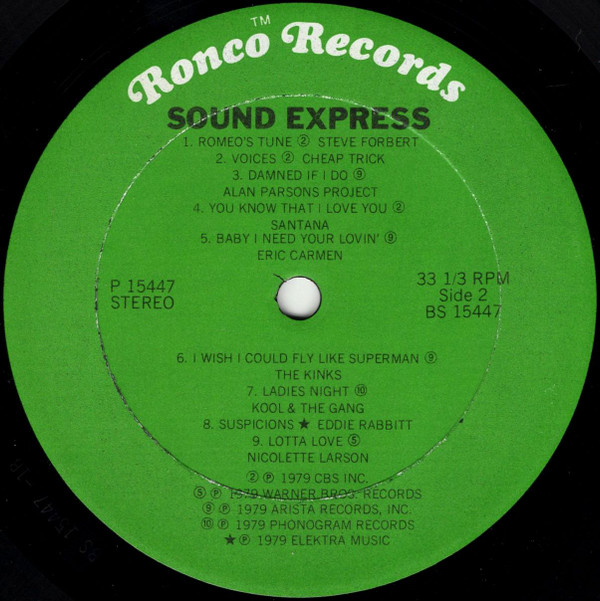 Ronco Records™
SOUND EXPRESS
1. ROMEO'S TUNE ② STEVE FORBERT
2. VOICES ② CHEAP TRICK
3. DAMNED IF I DO ⑨
ALAN PARSONS PROJECT
4. YOU KNOW THAT I LOVE YOU ②
SANTANA
5. BABY I NEED YOUR LOVIN' ⑨
ERIC CARMEN
P 15447
STEREO
33 1/3 RPM
Side 2
BS 15447
6. I WISH I COULD FLY LIKE SUPERMAN ⑨
THE KINKS
7. LADIES NIGHT ⑩
KOOL & THE GANG
8. SUSPICIONS ★ EDDIE RABBITT
9. LOTTA LOVE ⑤
NICOLETTE LARSON
② ℗ 1979 CBS INC.
⑤ ℗ 1979 WARNER BROS. RECORDS
⑨ ℗ 1979 ARISTA RECORDS, INC.
⑩ ℗ 1979 PHONOGRAM RECORDS
★ ℗ 1979 ELEKTRA MUSIC